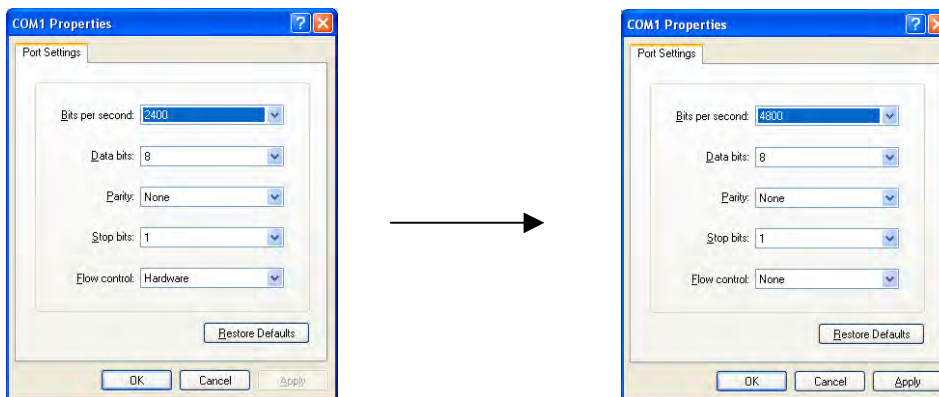 COM1 Properties
Port Settings
Bits per second: 2400
Data bits: 8
Parity: None
Stop bits: 1
Flow control: Hardware
Restore Defaults
OK Cancel Apply
COM1 Properties
Port Settings
Bits per second: 4800
Data bits: 8
Parity: None
Stop bits: 1
Flow control: None
Restore Defaults
OK Cancel Apply